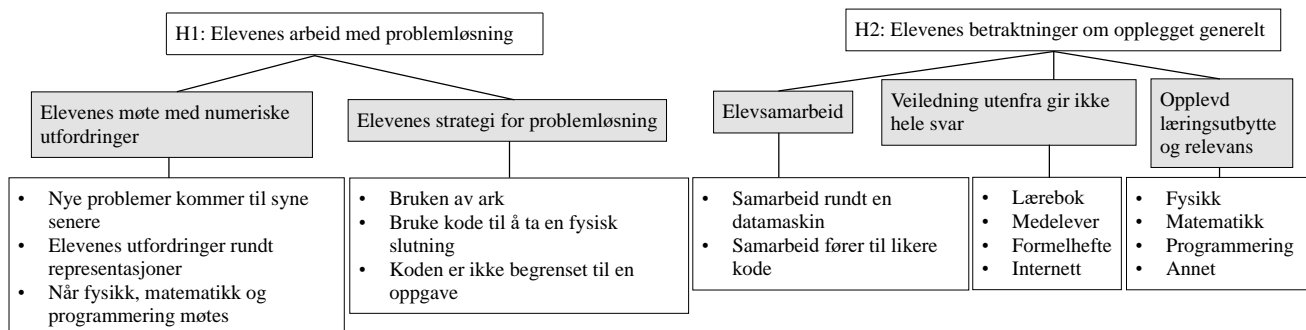 H1: Elevenes arbeid med problemløsning
Elevenes møte med numeriske
utfordringer
Elevenes strategi for problemløsning
• Nye problemer kommer til syne
senere
• Elevenes utfordringer rundt
representasjoner
• Når fysikk, matematikk og
programmering møtes
• Bruken av ark
• Bruke kode til å ta en fysisk
slutning
• Koden er ikke begrenset til en
oppgave
H2: Elevenes betraktninger om opplegget generelt
Elevsamarbeid
Veiledning utenfra gir ikke
hele svar
Opplevd
læringsutbytte
og relevans
• Samarbeid rundt en
datamaskin
• Samarbeid fører til likere
kode
• Lærebok
• Medelever
• Formelhefte
• Internett
• Fysikk
• Matematikk
• Programmering
• Annet